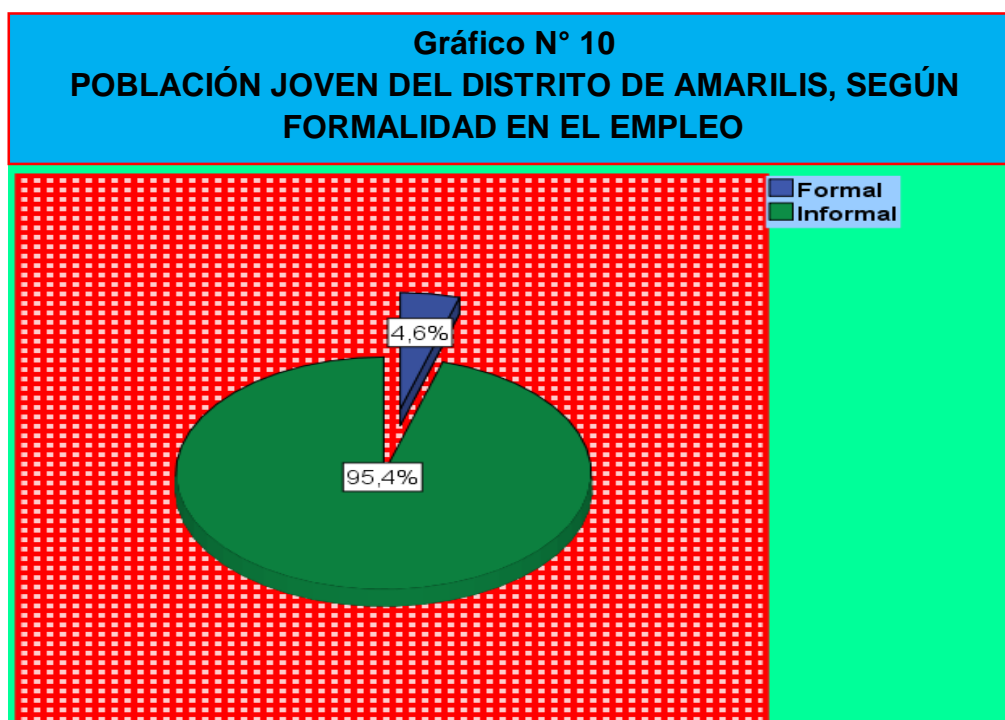 Gráfico N° 10
POBLACIÓN JOVEN DEL DISTRITO DE AMARILIS, SEGÚN
FORMALIDAD EN EL EMPLEO
Formal
Informal
4,6%
95,4%